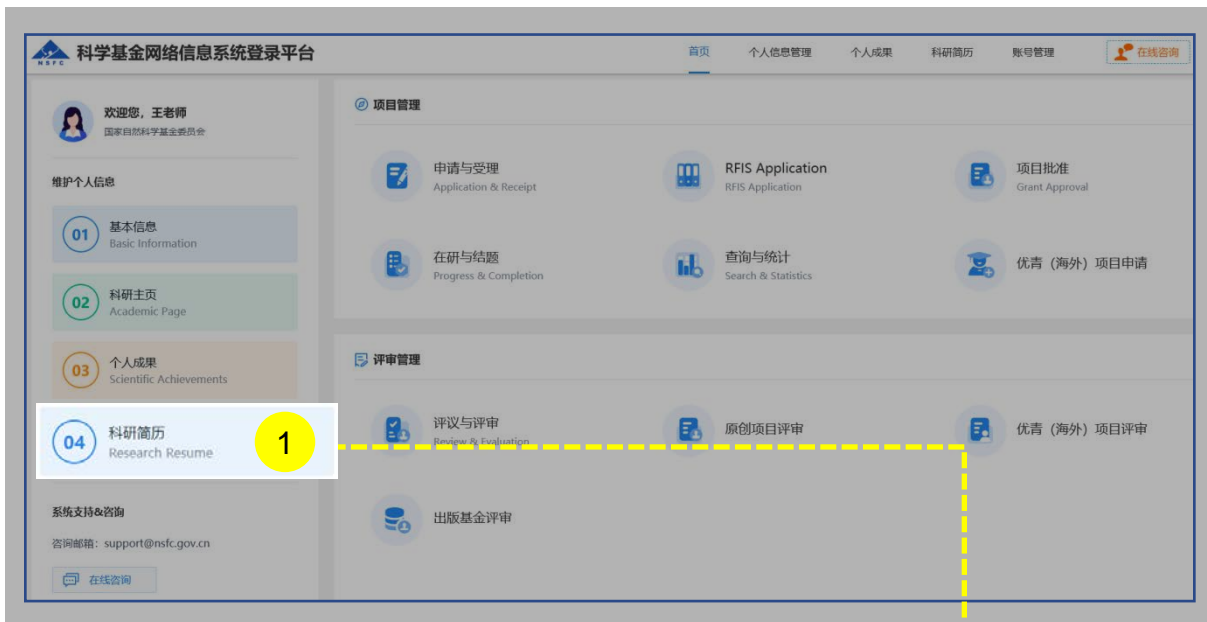 NSFC
科学基金网络信息系统登录平台
首页 个人信息管理 个人成果 科研简历 账号管理 在线咨询
欢迎您，王老师
国家自然科学基金委员会
维护个人信息
01 基本信息
Basic Information
02 科研主页
Academic Page
03 个人成果
Scientific Achievements
04 科研简历
Research Resume
1
系统支持&咨询
咨询邮箱：support@nsfc.gov.cn
在线咨询
项目管理
申请与受理
Application & Receipt
RFIS Application
RFIS Application
项目批准
Grant Approval
在研与结题
Progress & Completion
查询与统计
Search & Statistics
优青（海外）项目申请
评审管理
评议与评审
Review & Evaluation
原创项目评审
优青（海外）项目评审
出版基金评审